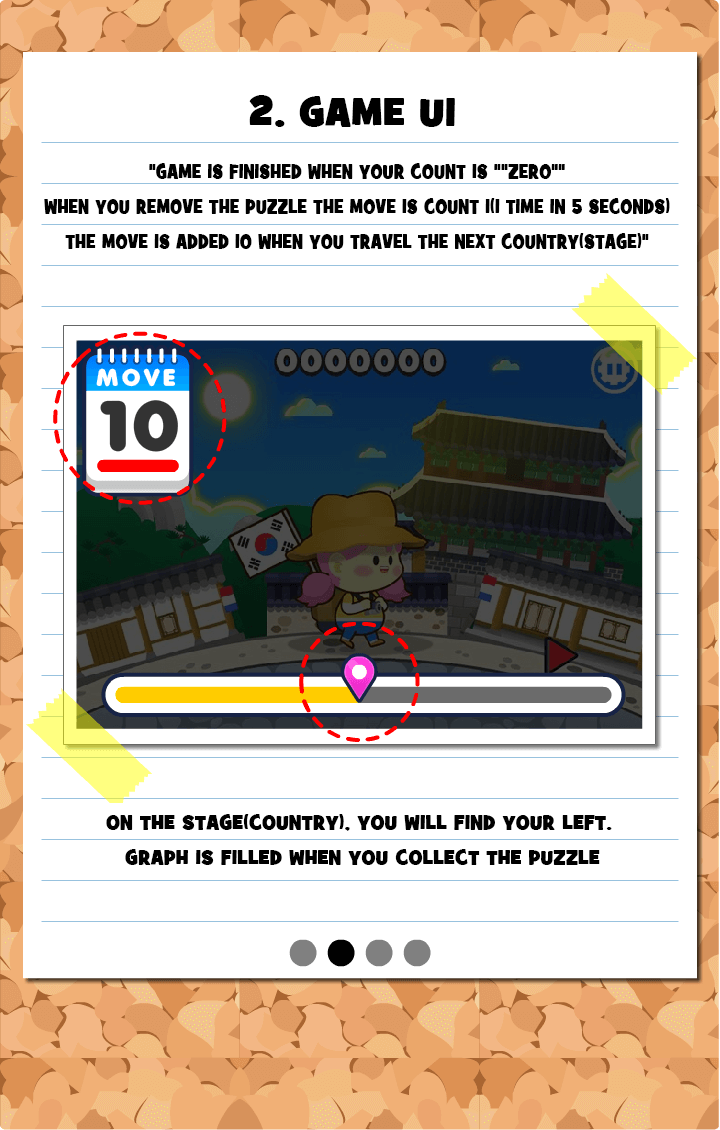 2. GAME UI
"GAME IS FINISHED WHEN YOUR COUNT IS ""ZERO""
WHEN YOU REMOVE THE PUZZLE THE MOVE IS COUNT 1(1 TIME IN 5 SECONDS)
THE MOVE IS ADDED 10 WHEN YOU TRAVEL THE NEXT COUNTRY(STAGE)"
0000000
MOVE
10
ON THE STAGE(COUNTRY). YOU WILL FIND YOUR LEFT.
GRAPH IS FILLED WHEN YOU COLLECT THE PUZZLE